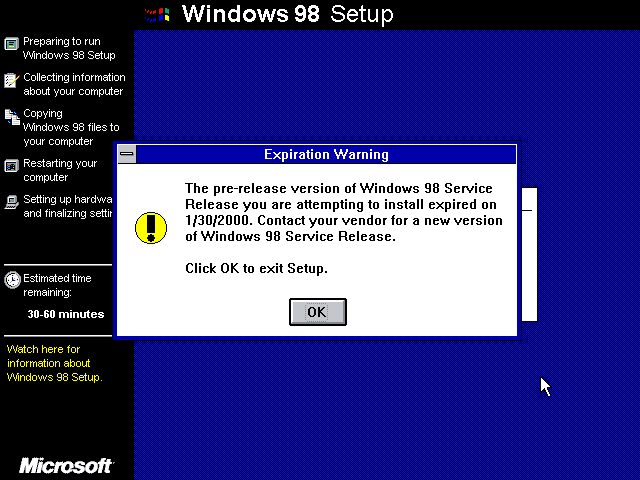 Windows 98 Setup
Preparing to run
Windows 98 Setup
Collecting information
about your computer
Copying
Windows 98 files to
your computer
Restarting your
computer
Setting up hardwa
and finalizing settin
Estimated time
remaining:
30-60 minutes
Watch here for
information about
Windows 98 Setup.
Microsoft
Expiration Warning
The pre-release version of Windows 98 Service
Release you are attempting to install expired on
1/30/2000. Contact your vendor for a new version
of Windows 98 Service Release.
Click OK to exit Setup.
OK